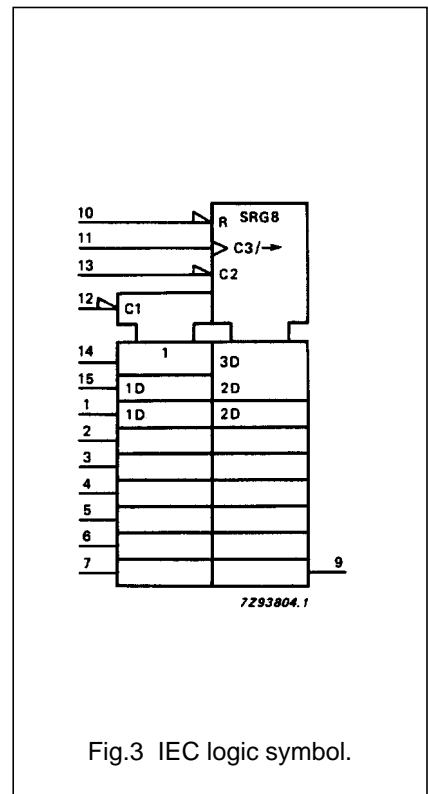 10 R SRG8
11 C3/→
13 C2
12 C1
14 1 3D
15 1D 2D
1 1D 2D
2
3
4
5
6
7 9
7Z93804.1
Fig.3 IEC logic symbol.